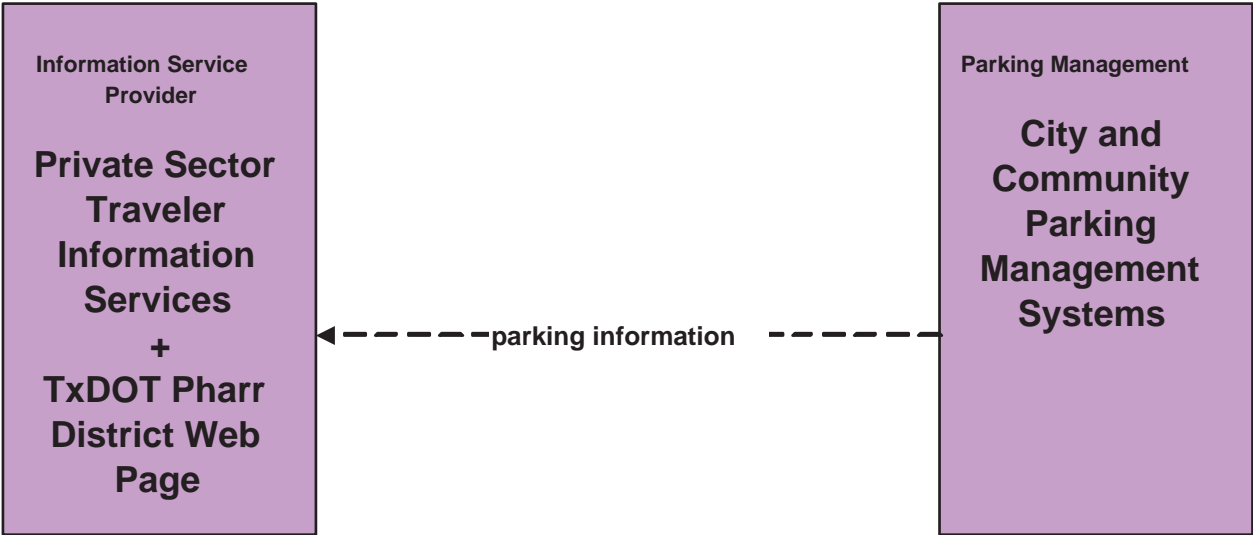 Information Service
Provider
Private Sector
Traveler
Information
Services
+
TxDOT Pharr
District Web
Page
parking information
Parking Management
City and
Community
Parking
Management
Systems